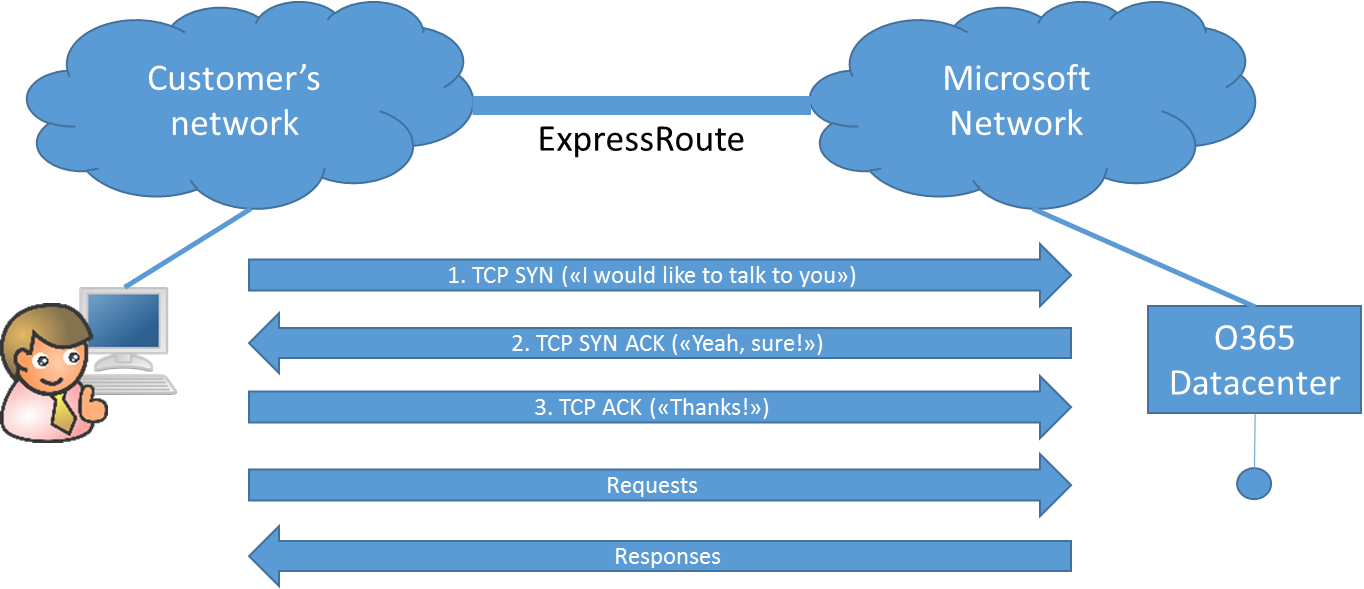 Customer’s
network
Microsoft
Network
ExpressRoute
1. TCP SYN («I would like to talk to you»)
2. TCP SYN ACK («Yeah, sure!»)
3. TCP ACK («Thanks!»)
Requests
Responses
O365
Datacenter